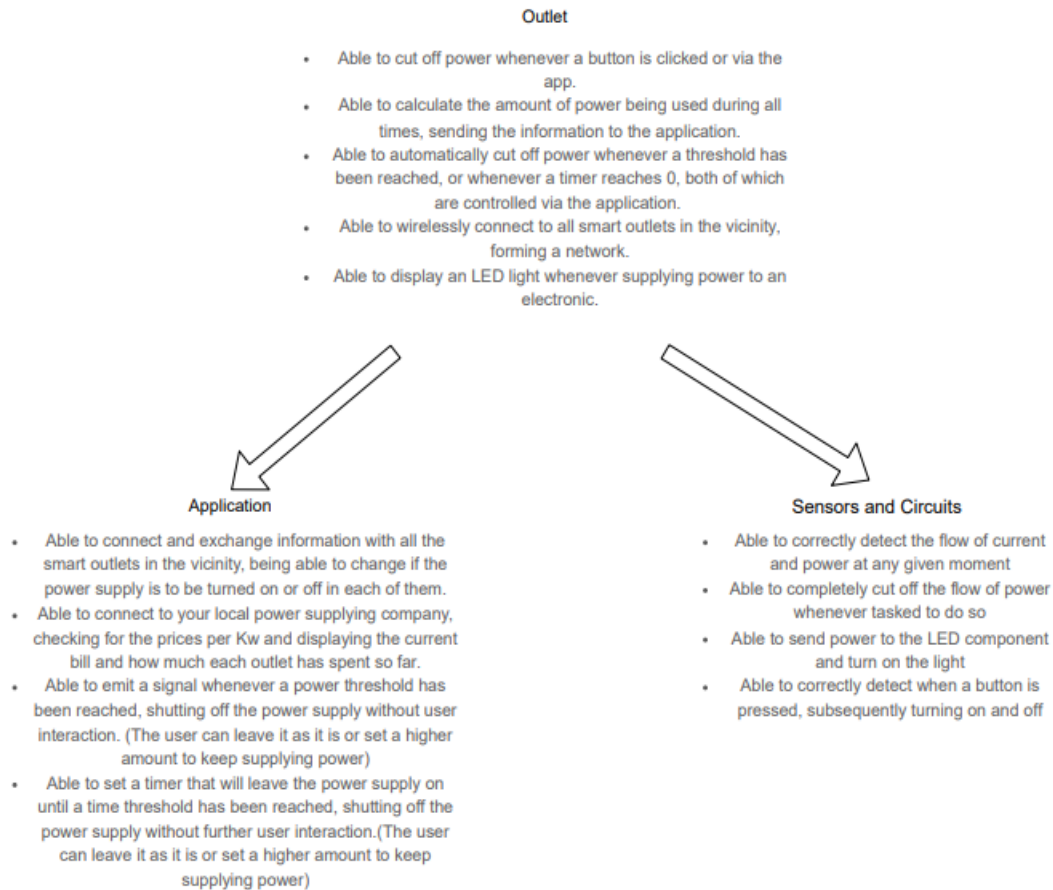 Outlet
• Able to cut off power whenever a button is clicked or via the
app.
• Able to calculate the amount of power being used during all
times, sending the information to the application.
• Able to automatically cut off power whenever a threshold has
been reached, or whenever a timer reaches 0, both of which
are controlled via the application.
• Able to wirelessly connect to all smart outlets in the vicinity,
forming a network.
• Able to display an LED light whenever supplying power to an
electronic.
Application
• Able to connect and exchange information with all the
smart outlets in the vicinity, being able to change if the
power supply is to be turned on or off in each of them.
• Able to connect to your local power supplying company,
checking for the prices per Kw and displaying the current
bill and how much each outlet has spent so far.
• Able to emit a signal whenever a power threshold has
been reached, shutting off the power supply without user
interaction. (The user can leave it as it is or set a higher
amount to keep supplying power)
• Able to set a timer that will leave the power supply on
until a time threshold has been reached, shutting off the
power supply without further user interaction.(The user
can leave it as it is or set a higher amount to keep
supplying power)
Sensors and Circuits
• Able to correctly detect the flow of current
and power at any given moment
• Able to completely cut off the flow of power
whenever tasked to do so
• Able to send power to the LED component
and turn on the light
• Able to correctly detect when a button is
pressed, subsequently turning on and off